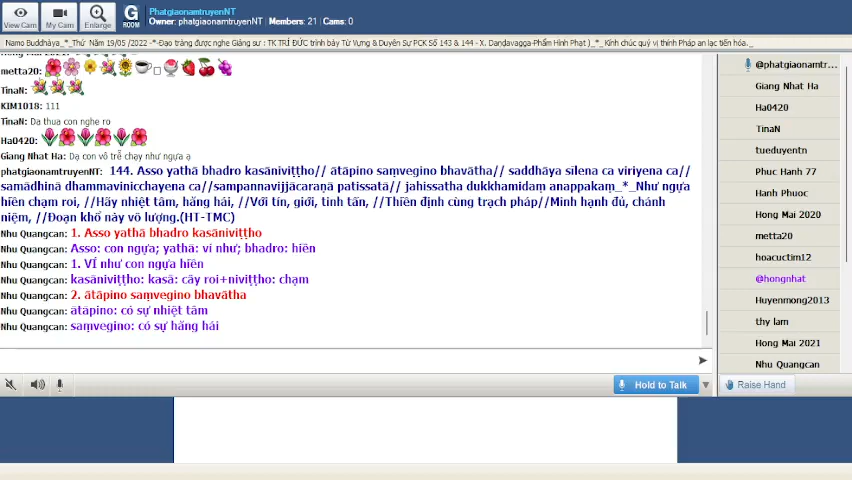 PhatgiaonamtruyenNT
Owner: phatgiaonamtruyenNT | Members: 21 | Cams: 0
View Cam
My Cam
Enlarge
G
ROOM
Namo Buddhàya_*_Thứ Năm 19/05 /2022 -*-Đạo tràng được nghe Giảng sư : TK TRÍ ĐỨC trình bày Từ Vựng & Duyên Sự PCK Số 143 & 144 - X. Daṇḍavagga-Phẩm Hình Phạt )_*_ Kính chúc quý vị thính Pháp an lạc tiến hóa._
metta20:
TinaN:
KIM1018: 111
TinaN: Dạ thua con nghe ro
Ha0420:
Giang Nhat Ha: Dạ con vô trễ chạy như ngựa ạ
phatgiaonamtruyenNT: 144. Asso yathā bhadro kasāniviṭṭho// ātāpino saṃvegino bhavātha// saddhāya sīlena ca vīriyena ca//
samādhinā dhammavinicchayena ca//sampannavijjācaraṇā patissatā// jahissatha dukkhamidaṃ anappakaṃ_*_Như ngựa
hiền chạm roi, //Hãy nhiệt tâm, hăng hái, //Với tín, giới, tinh tấn, //Thiền định cùng trạch pháp//Minh hạnh đủ, chánh
niệm, //Đoạn khổ này vô lượng.(HT-TMC)
Nhu Quangcan: 1. Asso yathā bhadro kasāniviṭṭho
Nhu Quangcan: Asso: con ngựa; yathā: ví như; bhadro: hiền
Nhu Quangcan: 1. VÍ như con ngựa hiền
Nhu Quangcan: kasāniviṭṭho: kasā: cây roi+niviṭṭho: chạm
Nhu Quangcan: 2. ātāpino saṃvegino bhavātha
Nhu Quangcan: ātāpino: có sự nhiệt tâm
Nhu Quangcan: saṃvegino: có sự hăng hái
Hold to Talk
@phatgiaonamtr...
Giang Nhat Ha
Ha0420
TinaN
tueduyentn
Phuc Hanh 77
Hanh Phuoc
Hong Mai 2020
metta20
hoacuctim12
@hongnhat
Huyenmong2013
thy lam
Hong Mai 2021
Nhu Quangcan
Raise Hand